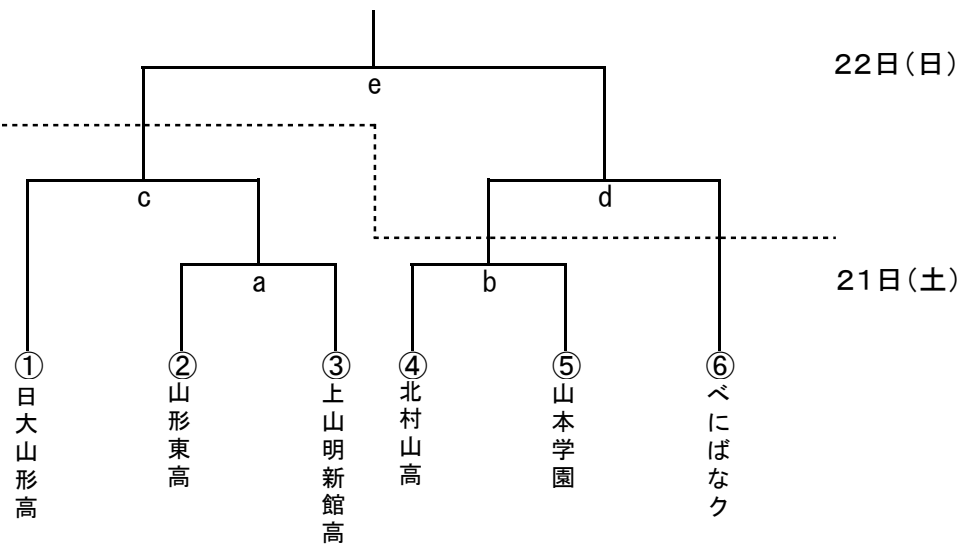 e
22日(日)
c
d
a
b
21日(土)
①
日大山形高
②
山形東高
③
上山明新館高
④
北村山高
⑤
山本学園
⑥
べにばなク